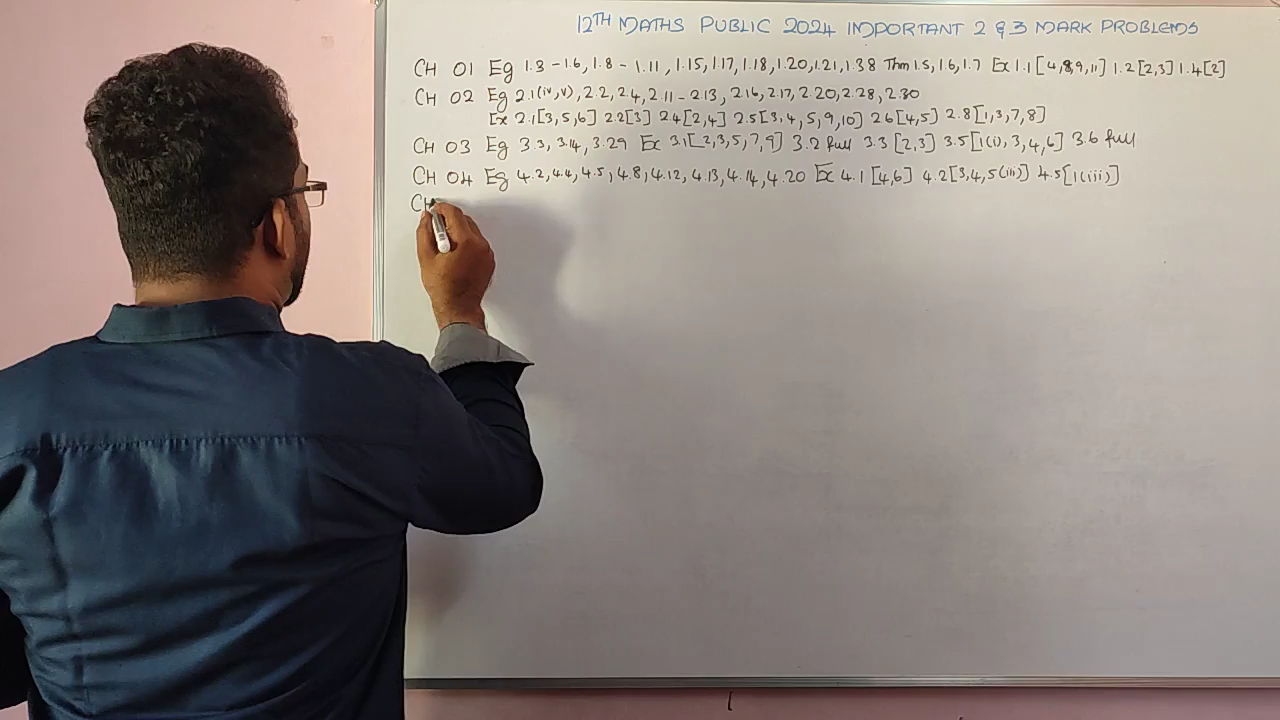 12TH MATHS PUBLIC 2024 IMPORTANT 2 & 3 MARK PROBLEMS
CH 01 Eg 1.3 - 1.6, 1.8 - 1.11, 1.15, 1.17, 1.18, 1.20, 1.21, 1.38 Thm 1.5, 1.6, 1.7 Ex 1.1 [4,8,9,11] 1.2 [2,3] 1.4 [2]
CH 02 Eg 2.1 (iv, v), 2.2, 2.4, 2.11 - 2.13, 2.16, 2.17, 2.20, 2.28, 2.30
Ex 2.1 [3, 5, 6] 2.2 [3] 2.4 [2,4] 2.5 [3, 4, 5, 9, 10] 2.6 [4,5] 2.8 [1,3,7,8]
CH 03 Eg 3.3, 3.14, 3.29 Ex 3.1 [2,3,5,7,9] 3.2 full 3.3 [2,3] 3.5 [1(i), 3, 4, 6] 3.6 full
CH 04 Eg 4.2, 4.4, 4.5, 4.8, 4.12, 4.13, 4.14, 4.20 Ex 4.1 [4,6] 4.2 [3,4, 5(iii)] 4.5 [1(iii)]
CH